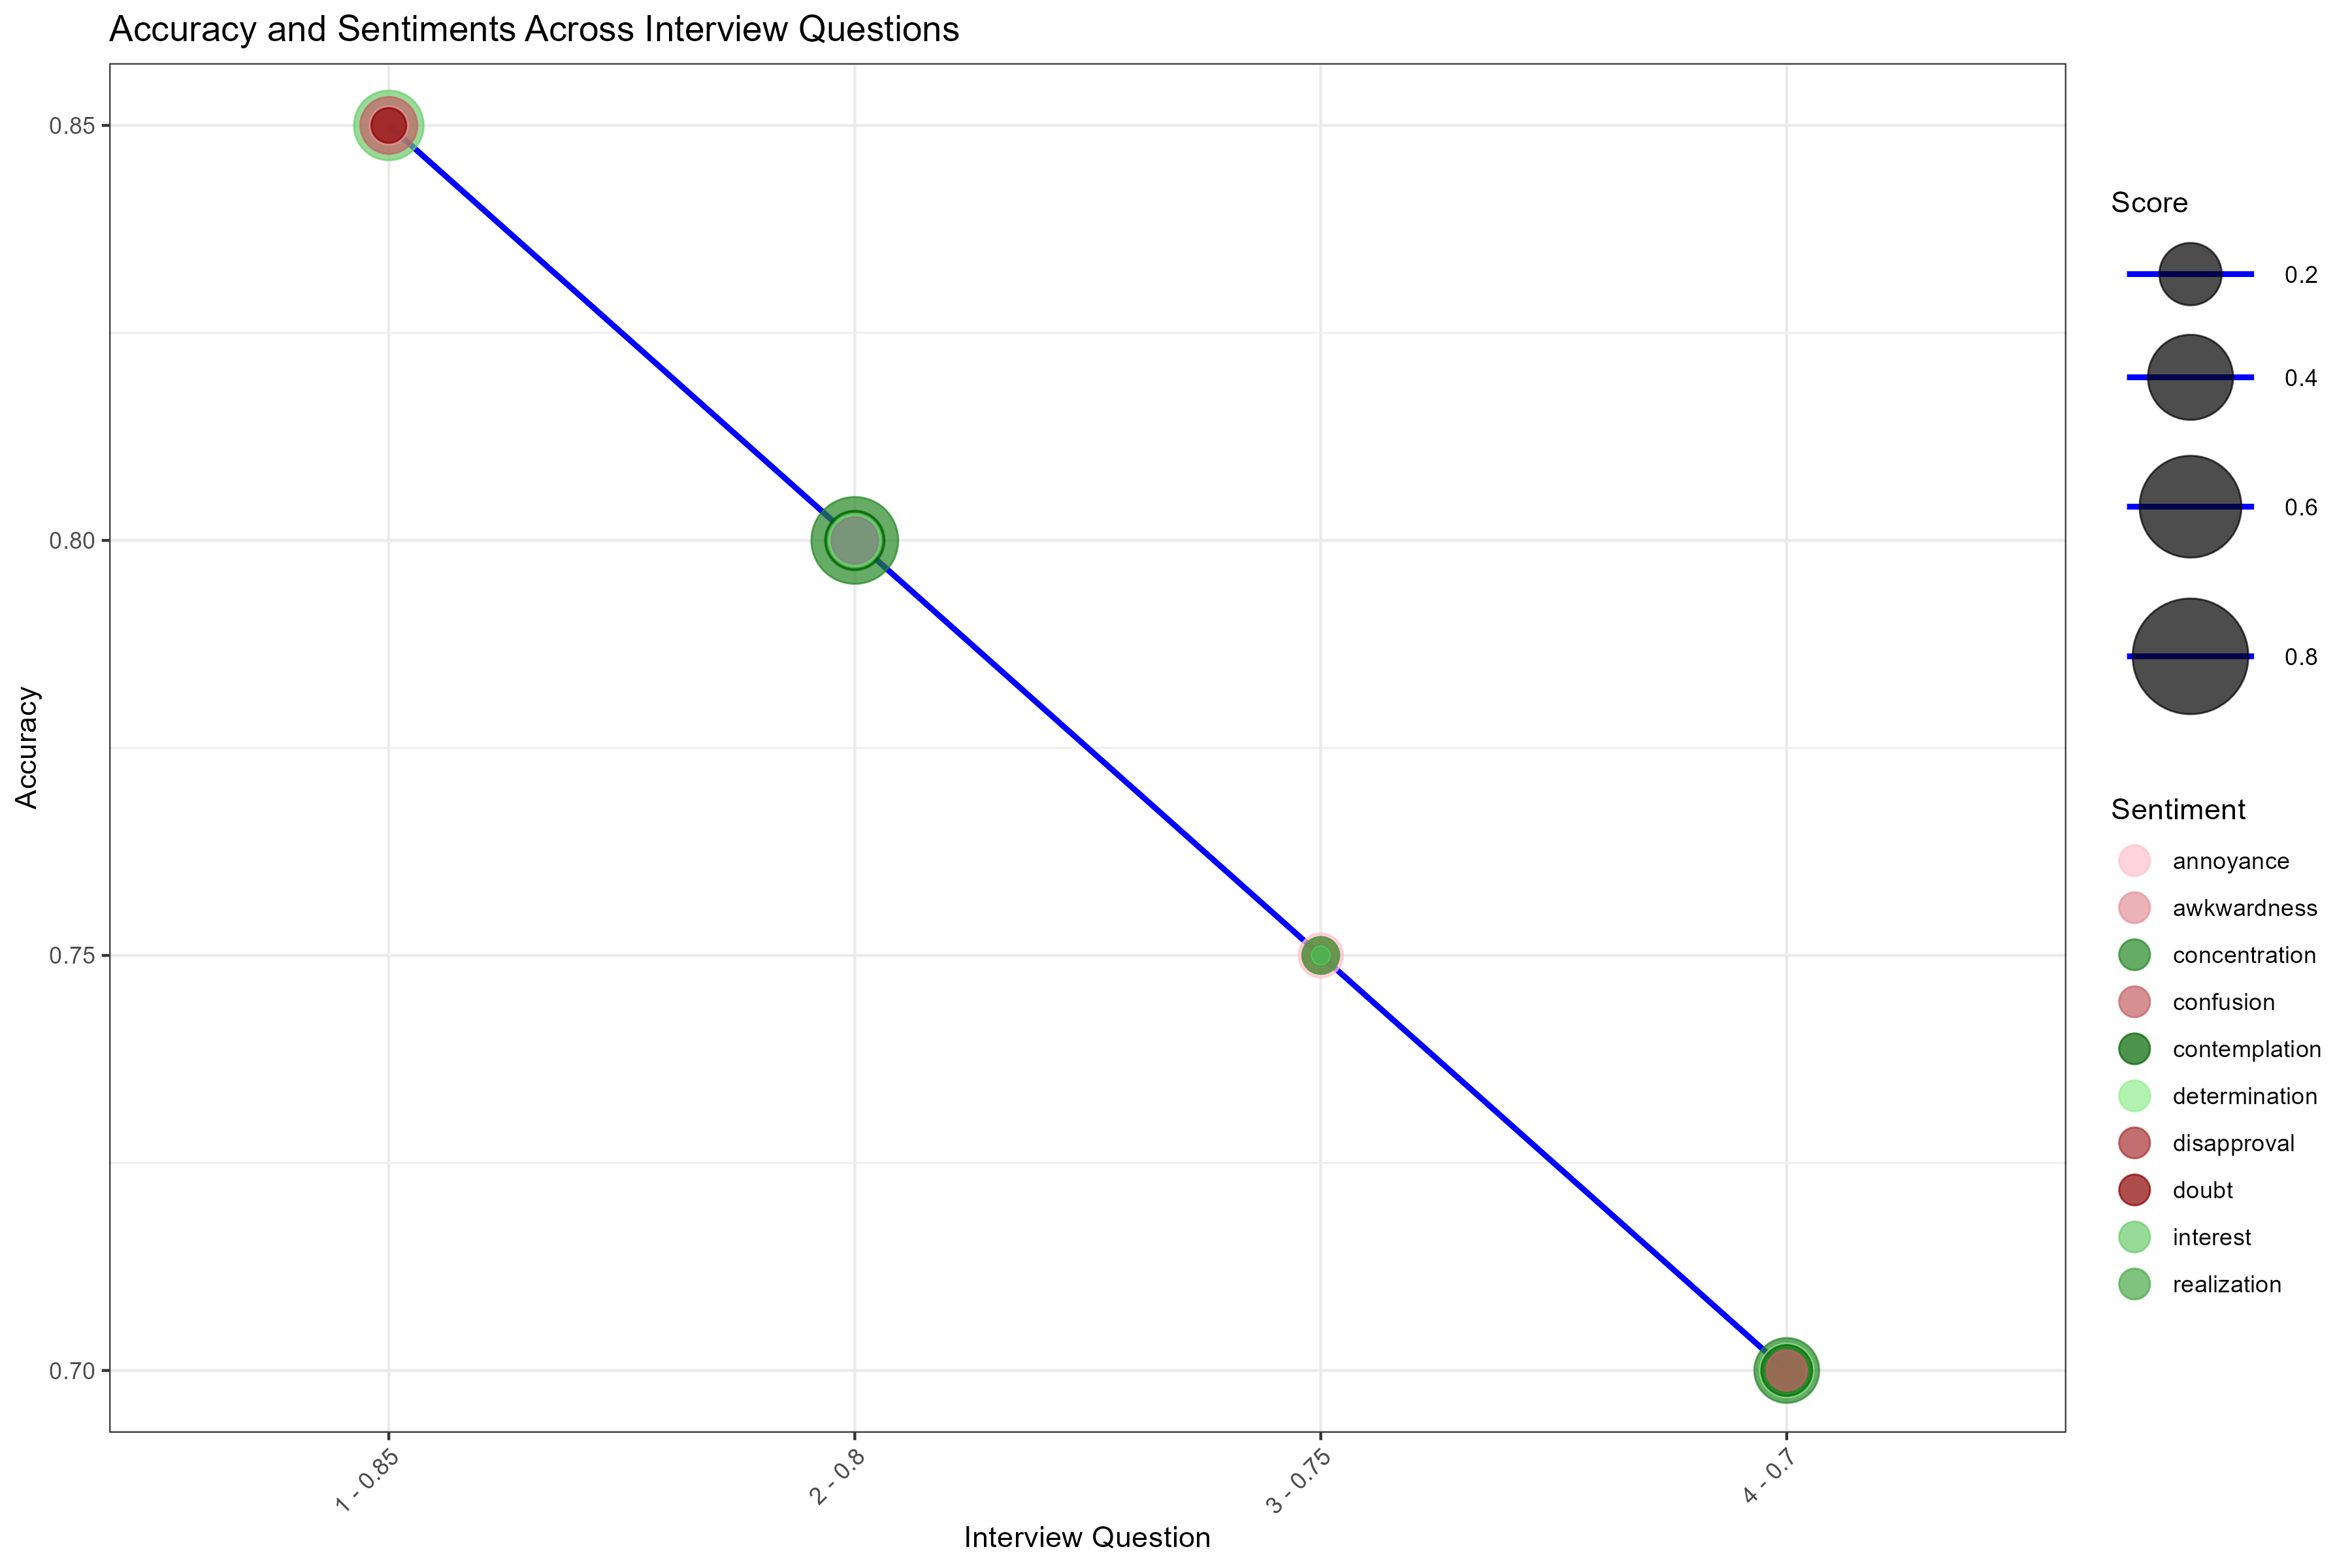 Accuracy and Sentiments Across Interview Questions
Accuracy
0.85
0.80
0.75
0.70
1 - 0.85
2 - 0.8
3 - 0.75
4 - 0.7
Interview Question
Score
0.2
0.4
0.6
0.8
Sentiment
annoyance
awkwardness
concentration
confusion
contemplation
determination
disapproval
doubt
interest
realization